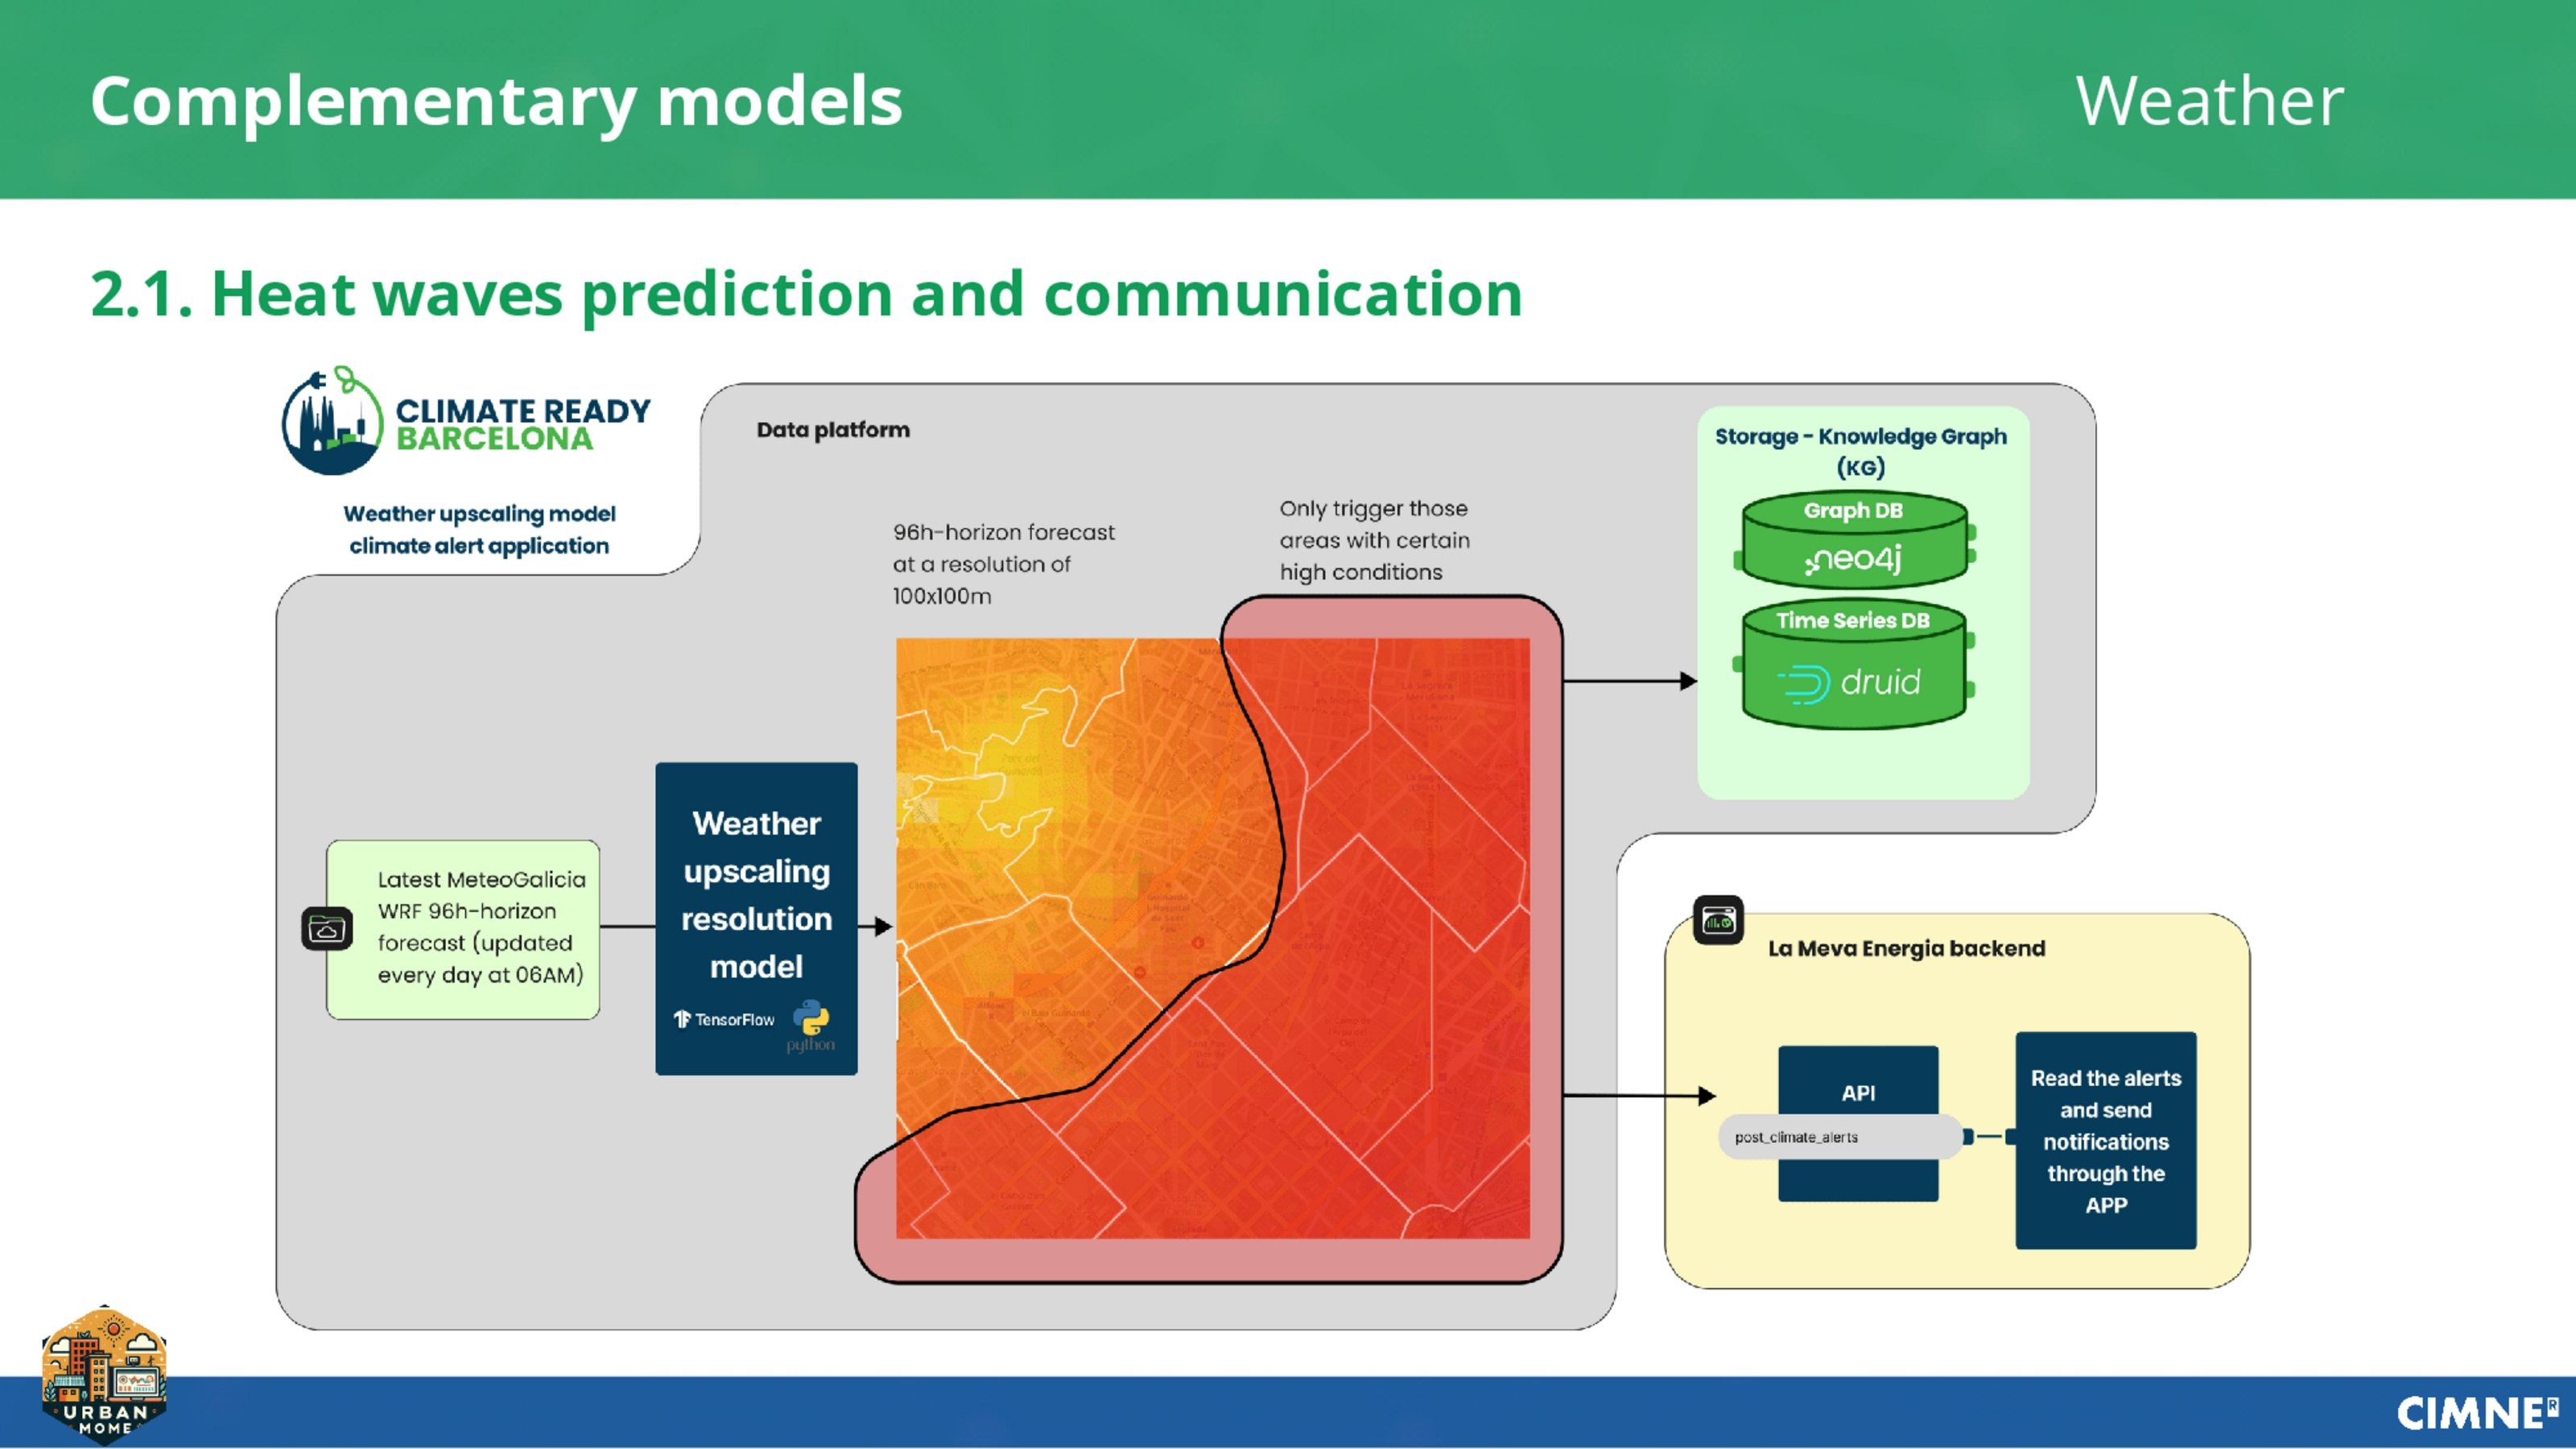 Complementary models
Weather
2.1. Heat waves prediction and communication
CLIMATE READY
BARCELONA
Weather upscaling model
climate alert application
Data platform
96h-horizon forecast
at a resolution of
100x100m
Only trigger those
areas with certain
high conditions
Storage - Knowledge Graph
(KG)
Graph DB
neo4j
Time Series DB
druid
Latest MeteoGalicia
WRF 96h-horizon
forecast (updated
every day at 06AM)
Weather
upscaling
resolution
model
TensorFlow
python
La Meva Energia backend
API
post_climate_alerts
Read the alerts
and send
notifications
through the
APP
URBAN
MOME
CIMNE R